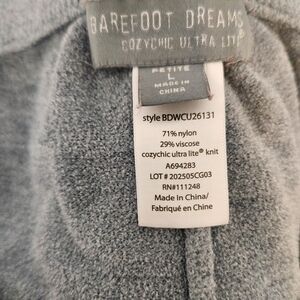 BAREFOOT DREAMS
COZYCHIC ULTRA LITE®
PETITE
L
MADE IN
CHINA
style BDWCU26131
71% nylon
29% viscose
cozychic ultra lite® knit
A694283
LOT # 202505CG03
RN#111248
Made in China/
Fabriqué en Chine